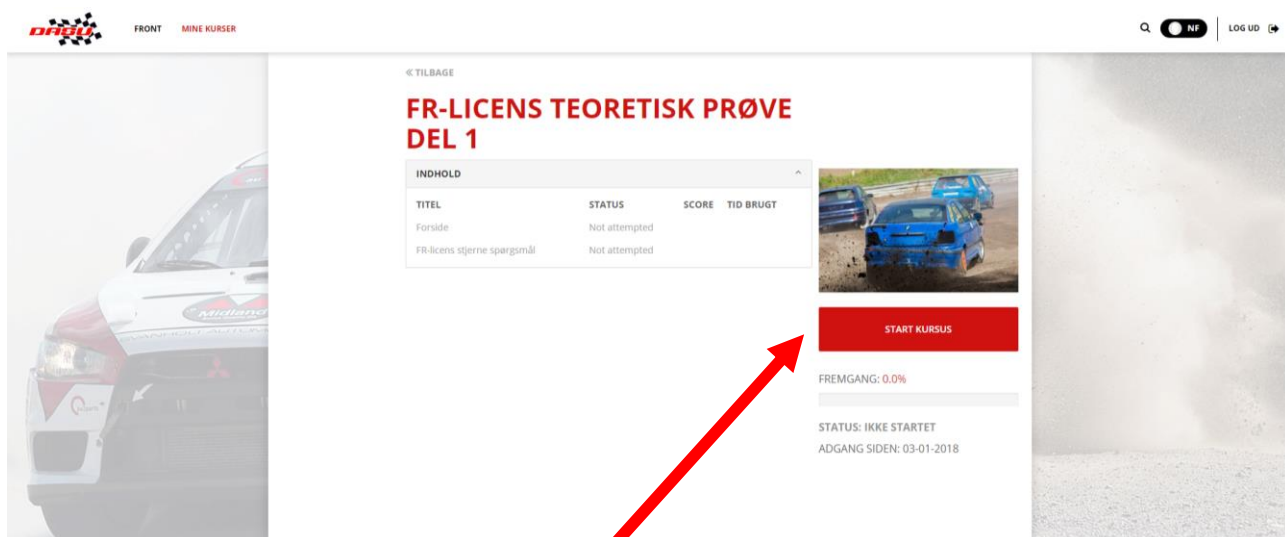 DASU
FRONT MINE KURSER
NF LOG UD
« TILBAGE
FR-LICENS TEORETISK PRØVE
DEL 1
INDHOLD
TITEL STATUS SCORE TID BRUGT
Forside Not attempted
FR-licens stjerne spørgsmål Not attempted
START KURSUS
FREMGANG: 0.0%
STATUS: IKKE STARTET
ADGANG SIDEN: 03-01-2018
Midland